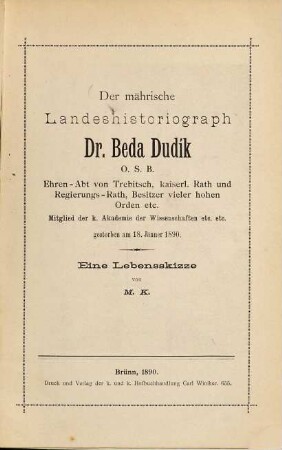 Der mährische
Landeshistoriograph
Dr. Beda Dudik
O. S. B.
Ehren-Abt von Trebitsch, kaiserl. Rath und
Regierungs-Rath, Besitzer vieler hohen
Orden etc.
Mitglied der k. Akademie der Wissenschaften etc. etc.
gestorben am 18. Jänner 1890.
Eine Lebensskizze
von
M. K.
Brünn, 1890.
Druck und Verlag der k. und k. Hofbuchhandlung Carl Winiker. 655.